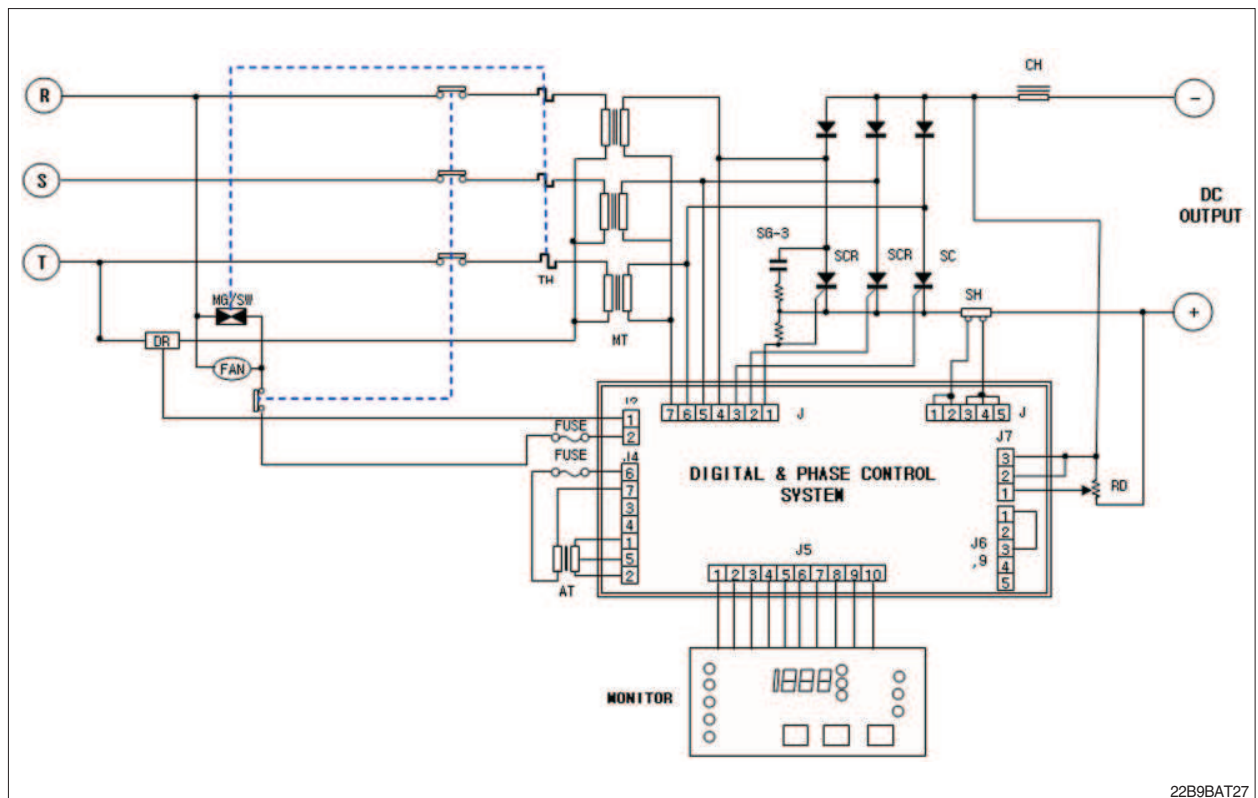 R
S
T
CH
-
DC
OUTPUT
+
SG-3
SCR
SCR
SC
SH
TH
MT
MG/SW
DR
FAN
FUSE
FUSE
1
2
J4
6
7
3
4
1
5
2
AT
7 6 5 4 3 2 1
J
1 2 3 4 5
J
J7
3
2
1
RD
DIGITAL & PHASE CONTROL
SYSTEM
J6
,9
1
2
3
4
5
J5
1 2 3 4 5 6 7 8 9 10
MONITOR
1888
22B9BAT27